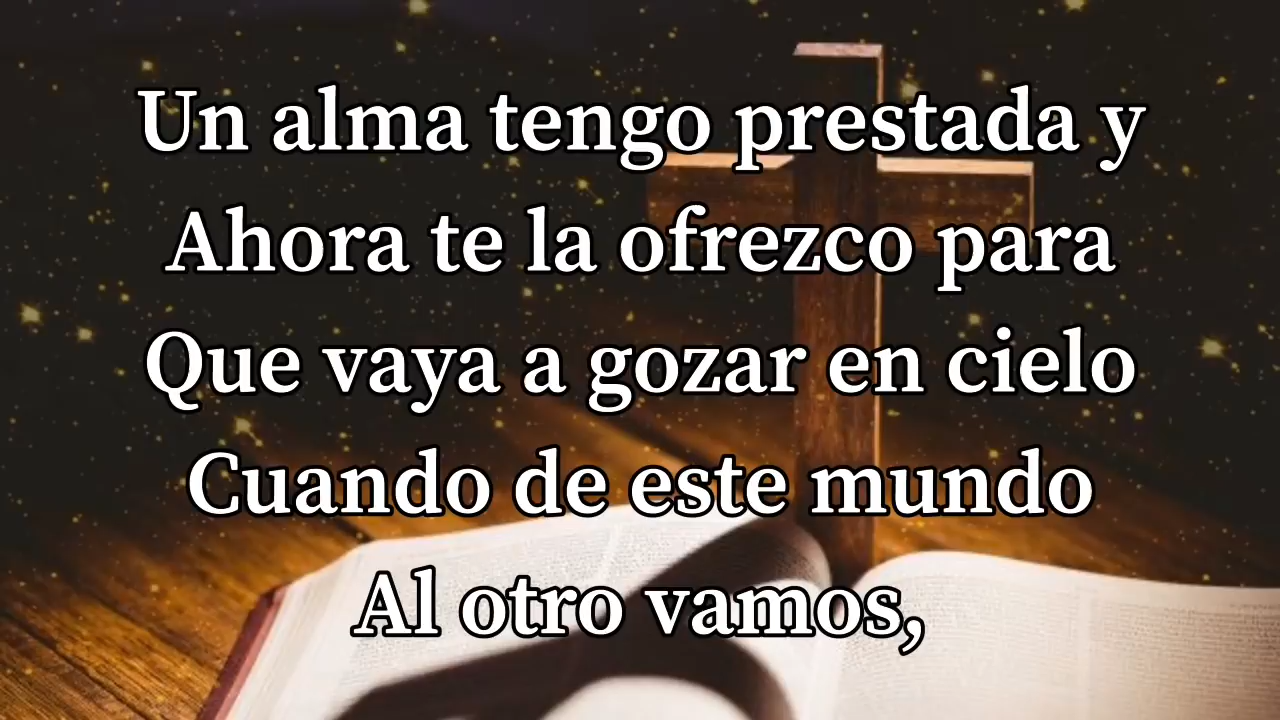 Un alma tengo prestada y
Ahora te la ofrezco para
Que vaya a gozar en cielo
Cuando de este mundo
Al otro vamos,